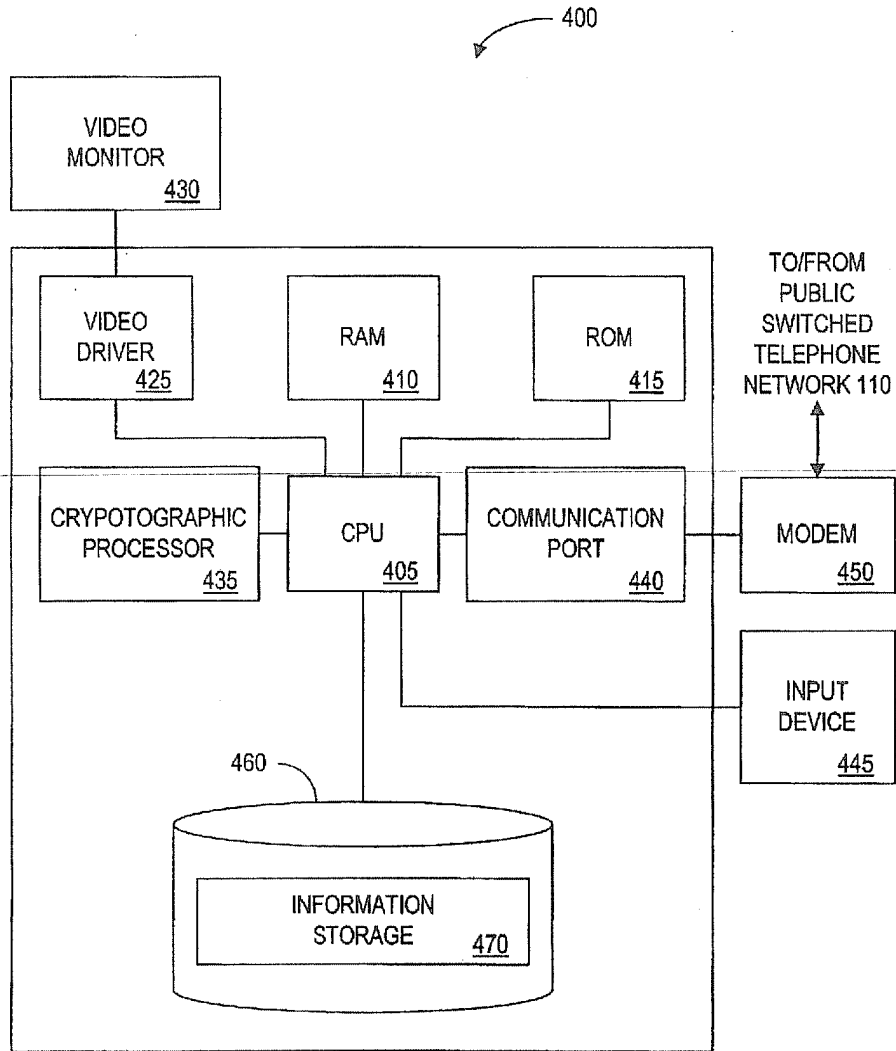 400
VIDEO
MONITOR
430
VIDEO
DRIVER
425
RAM
410
ROM
415
TO/FROM
PUBLIC
SWITCHED
TELEPHONE
NETWORK 110
CRYPOTOGRAPHIC
PROCESSOR
435
CPU
405
COMMUNICATION
PORT
440
MODEM
450
INPUT
DEVICE
445
460
INFORMATION
STORAGE
470